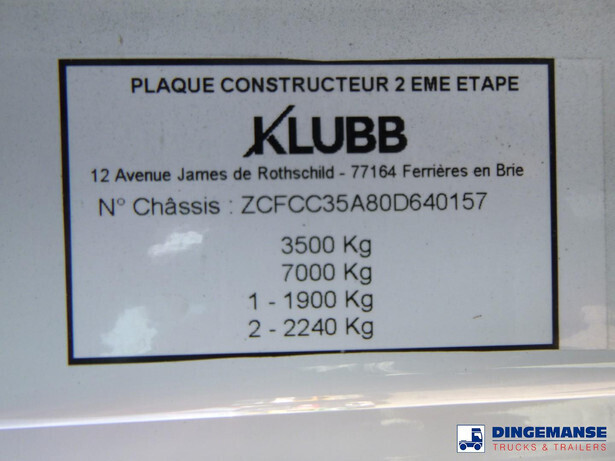 PLAQUE CONSTRUCTEUR 2 EME ETAPE
KLUBB
12 Avenue James de Rothschild - 77164 Ferrières en Brie
N° Châssis : ZCFCC35A80D640157
3500 Kg
7000 Kg
1 - 1900 Kg
2 - 2240 Kg
DINGEMANSE
TRUCKS & TRAILERS